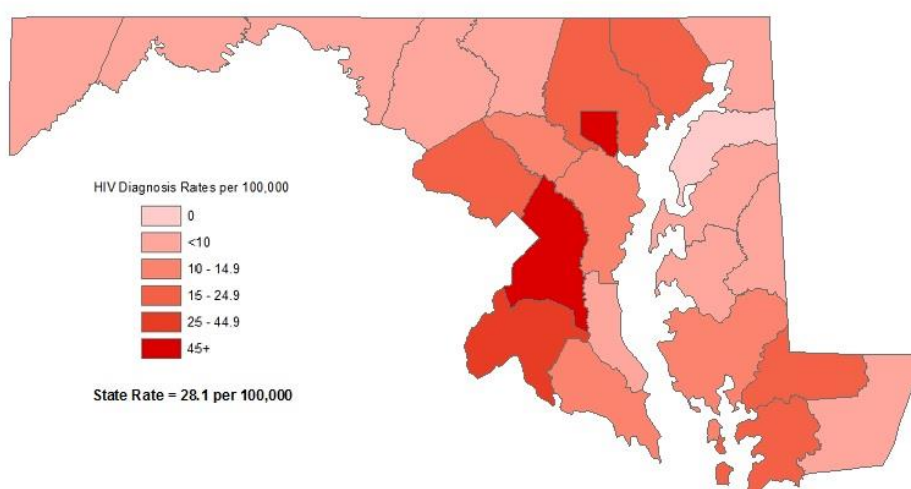 HIV Diagnosis Rates per 100,000
0
<10
10 - 14.9
15 - 24.9
25 - 44.9
45+
State Rate = 28.1 per 100,000